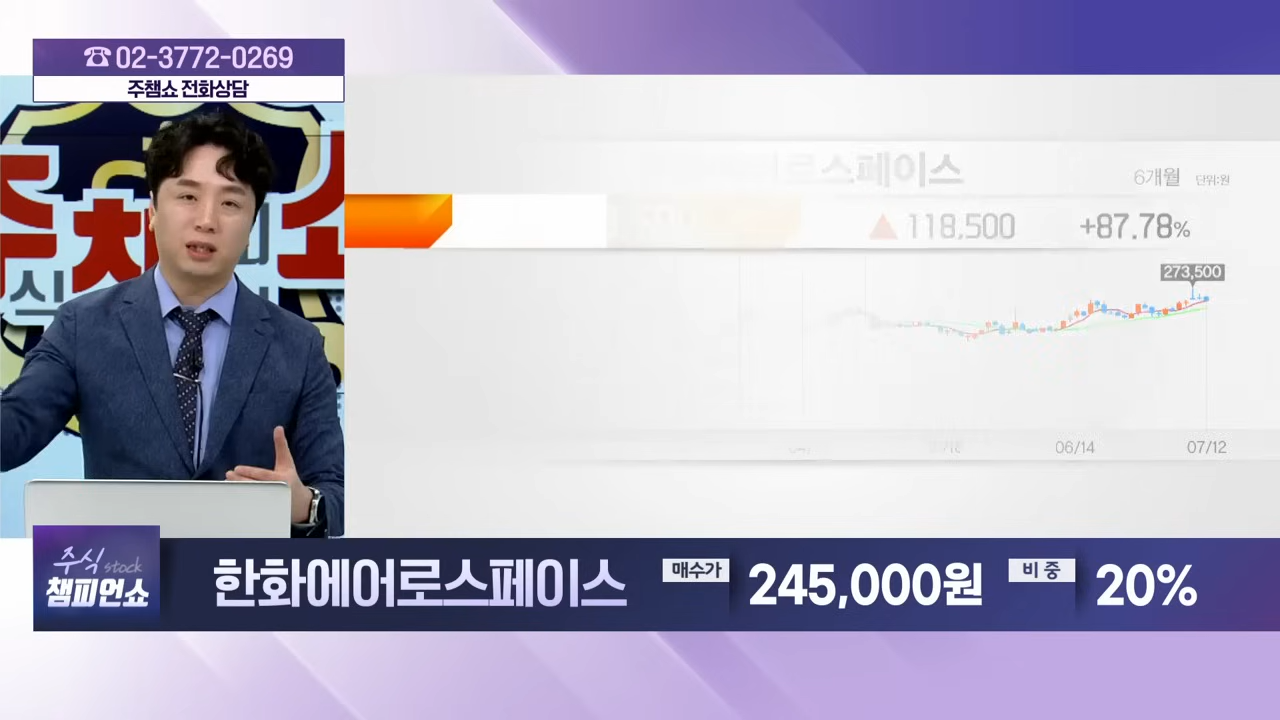 ☎02-3772-0269
주챔쇼 전화상담
로스페이스
6개월 단위:원
▲118,500 +87.78%
273,500
06/14 07/12
주식 stock
챔피언쇼
한화에어로스페이스 매수가 245,000원 비중 20%